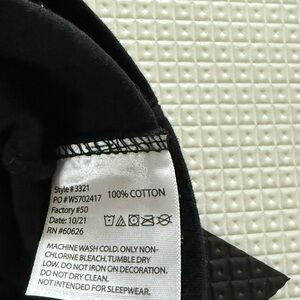 Style # 3321
PO # WS702417
Factory #50
Date: 10/21
RN #60626
100% COTTON
MACHINE WASH COLD. ONLY NON-
CHLORINE BLEACH. TUMBLE DRY
LOW. DO NOT IRON ON DECORATION.
DO NOT DRY CLEAN.
NOT INTENDED FOR SLEEPWEAR.